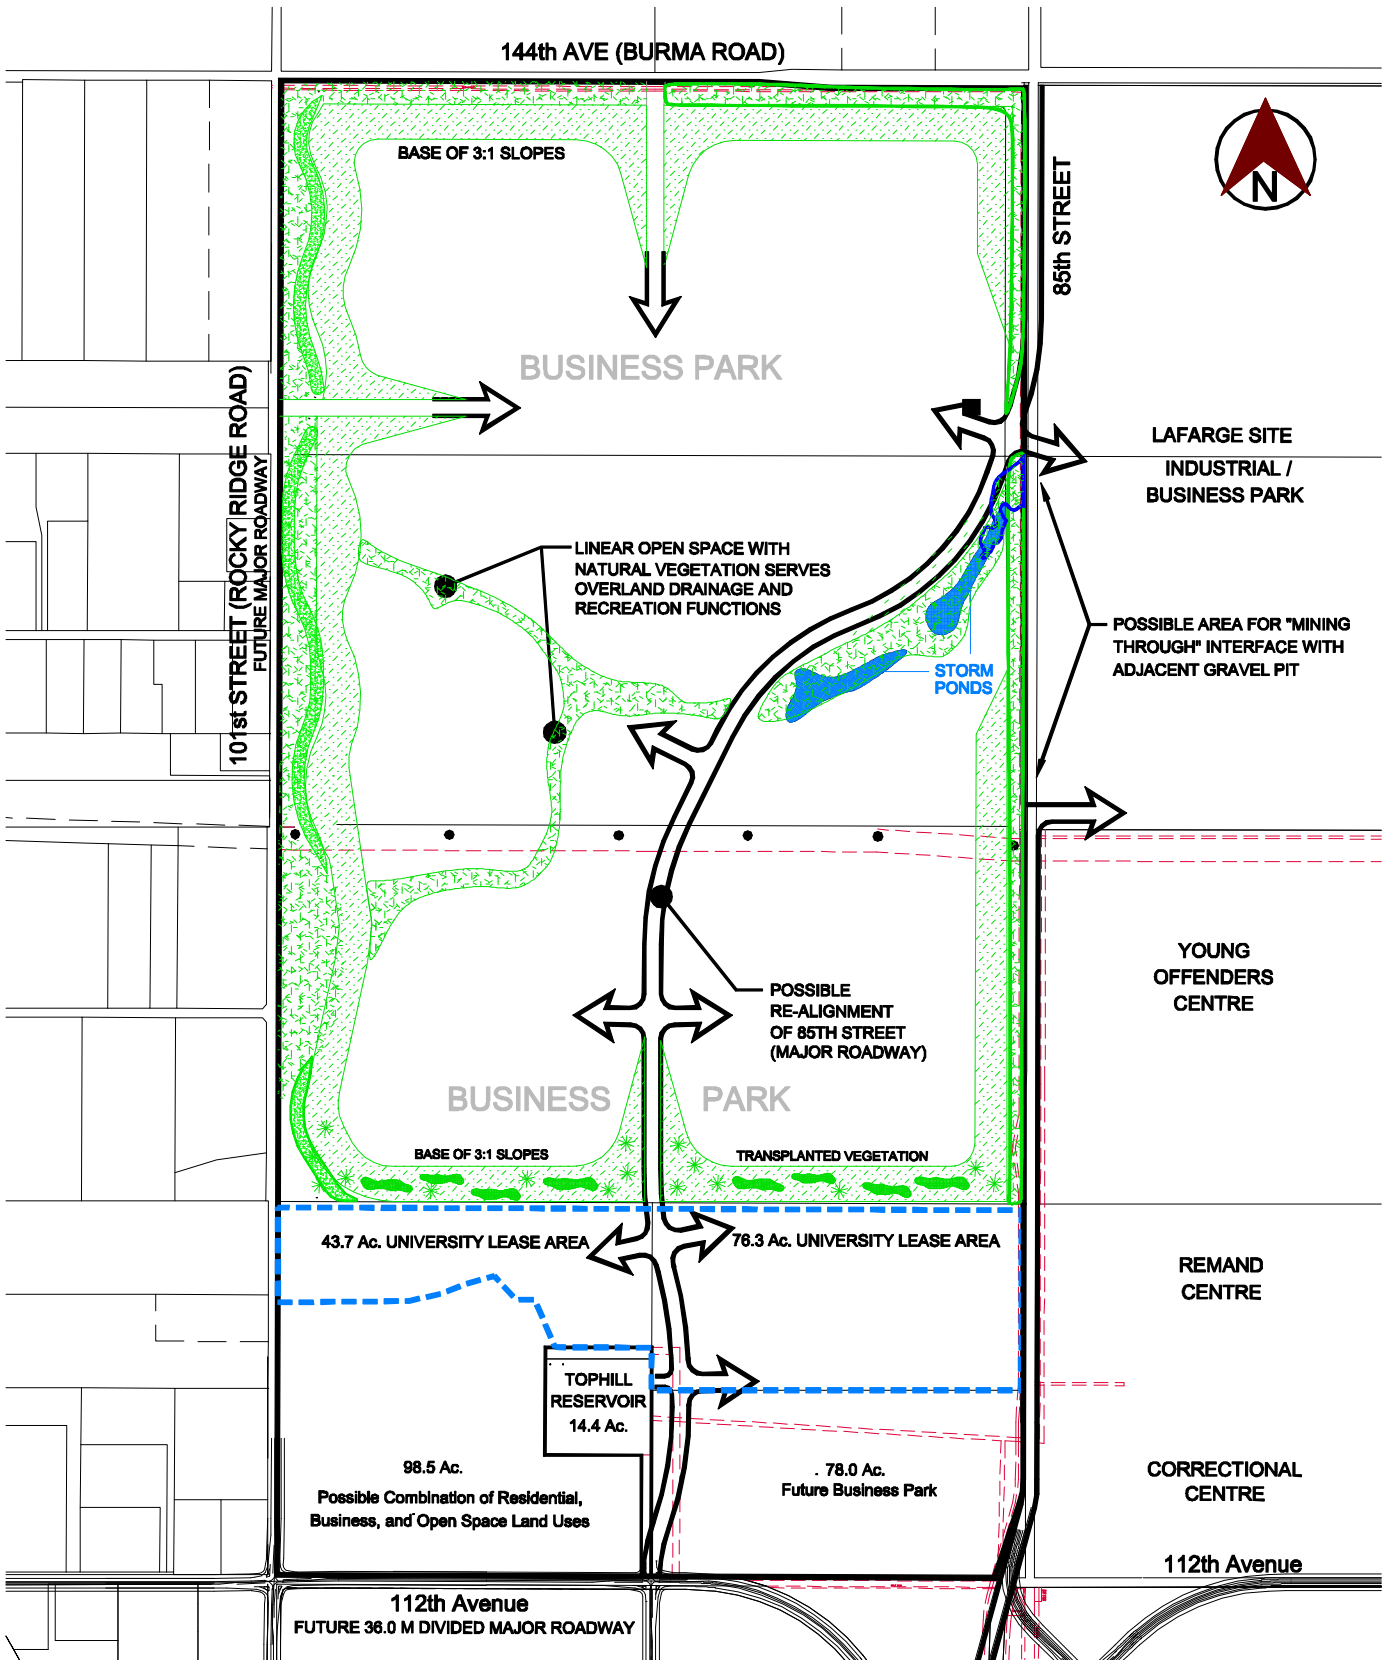 144th AVE (BURMA ROAD)
BASE OF 3:1 SLOPES
85th STREET
N
BUSINESS PARK
101st STREET (ROCKY RIDGE ROAD)
FUTURE MAJOR ROADWAY
LAFARGE SITE
INDUSTRIAL /
BUSINESS PARK
LINEAR OPEN SPACE WITH
NATURAL VEGETATION SERVES
OVERLAND DRAINAGE AND
RECREATION FUNCTIONS
POSSIBLE AREA FOR "MINING
THROUGH" INTERFACE WITH
ADJACENT GRAVEL PIT
STORM
PONDS
YOUNG
OFFENDERS
CENTRE
POSSIBLE
RE-ALIGNMENT
OF 85TH STREET
(MAJOR ROADWAY)
BUSINESS PARK
BASE OF 3:1 SLOPES
TRANSPLANTED VEGETATION
43.7 Ac. UNIVERSITY LEASE AREA
76.3 Ac. UNIVERSITY LEASE AREA
REMAND
CENTRE
TOPHILL
RESERVOIR
14.4 Ac.
98.5 Ac.
Possible Combination of Residential,
Business, and Open Space Land Uses
78.0 Ac.
Future Business Park
CORRECTIONAL
CENTRE
112th Avenue
112th Avenue
FUTURE 36.0 M DIVIDED MAJOR ROADWAY